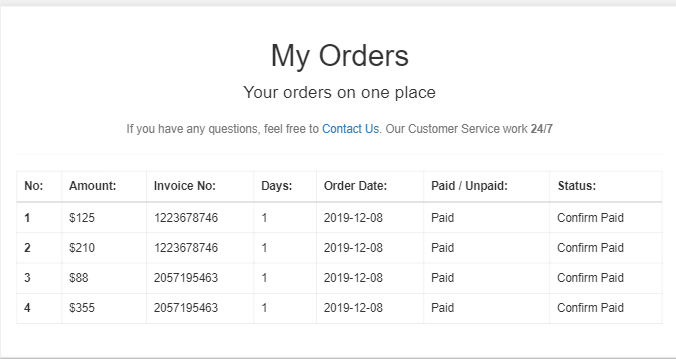 My Orders
Your orders on one place
If you have any questions, feel free to Contact Us. Our Customer Service work 24/7
No: Amount: Invoice No: Days: Order Date: Paid / Unpaid: Status:
1 $125 1223678746 1 2019-12-08 Paid Confirm Paid
2 $210 1223678746 1 2019-12-08 Paid Confirm Paid
3 $88 2057195463 1 2019-12-08 Paid Confirm Paid
4 $355 2057195463 1 2019-12-08 Paid Confirm Paid